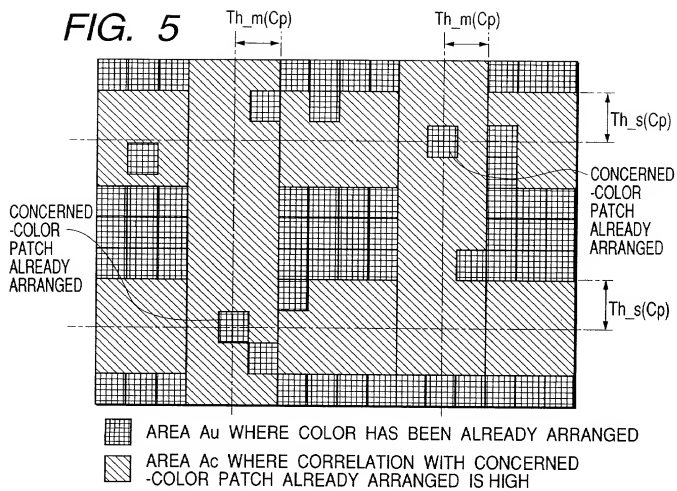 FIG. 5
Th_m(Cp)
Th_m(Cp)
Th_s(Cp)
CONCERNED
-COLOR
PATCH
ALREADY
ARRANGED
CONCERNED
-COLOR
PATCH
ALREADY
ARRANGED
Th_s(Cp)
AREA Au WHERE COLOR HAS BEEN ALREADY ARRANGED
AREA Ac WHERE CORRELATION WITH CONCERNED
-COLOR PATCH ALREADY ARRANGED IS HIGH